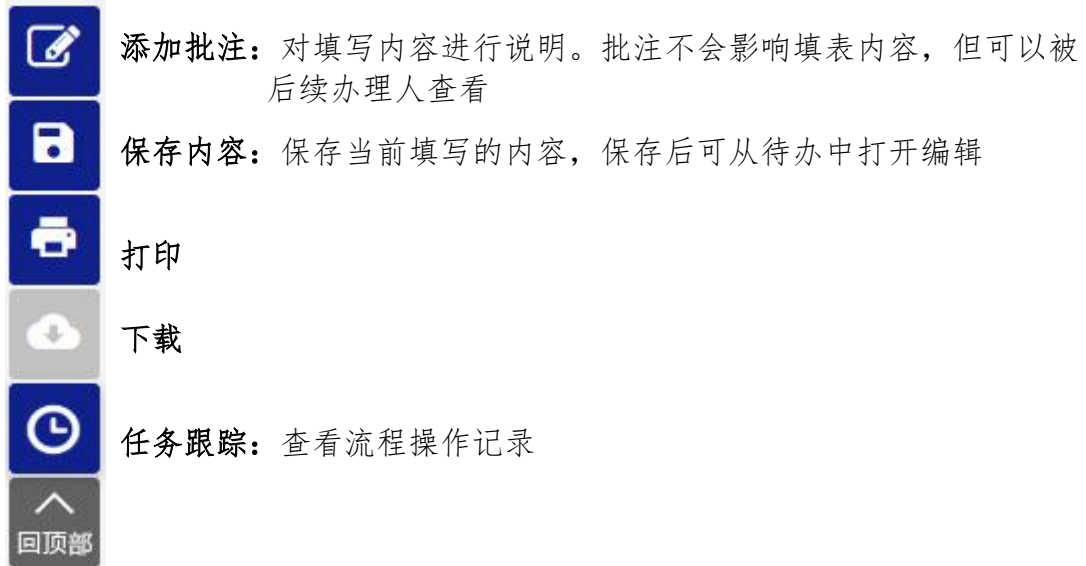 添加批注：对填写内容进行说明。批注不会影响填表内容，但可以被
后续办理人查看
保存内容：保存当前填写的内容，保存后可从待办中打开编辑
打印
下载
任务跟踪：查看流程操作记录
回顶部